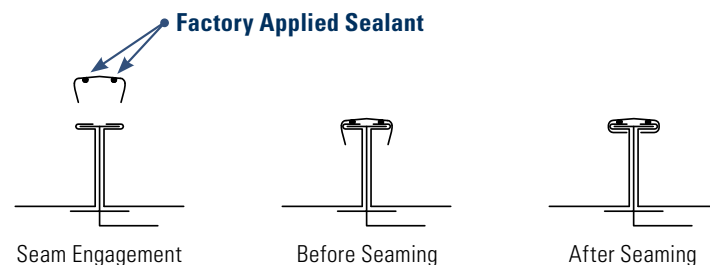 Factory Applied Sealant
Seam Engagement
Before Seaming
After Seaming